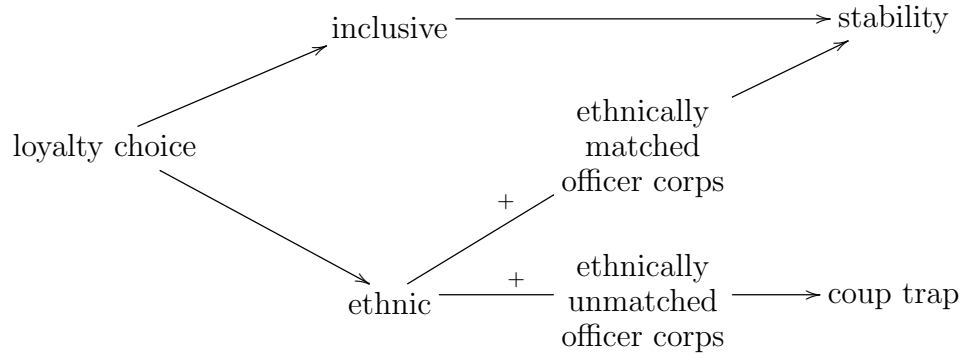 inclusive
stability
loyalty choice
ethnically
matched
officer corps
+
ethnic
+
ethnically
unmatched
officer corps
coup trap